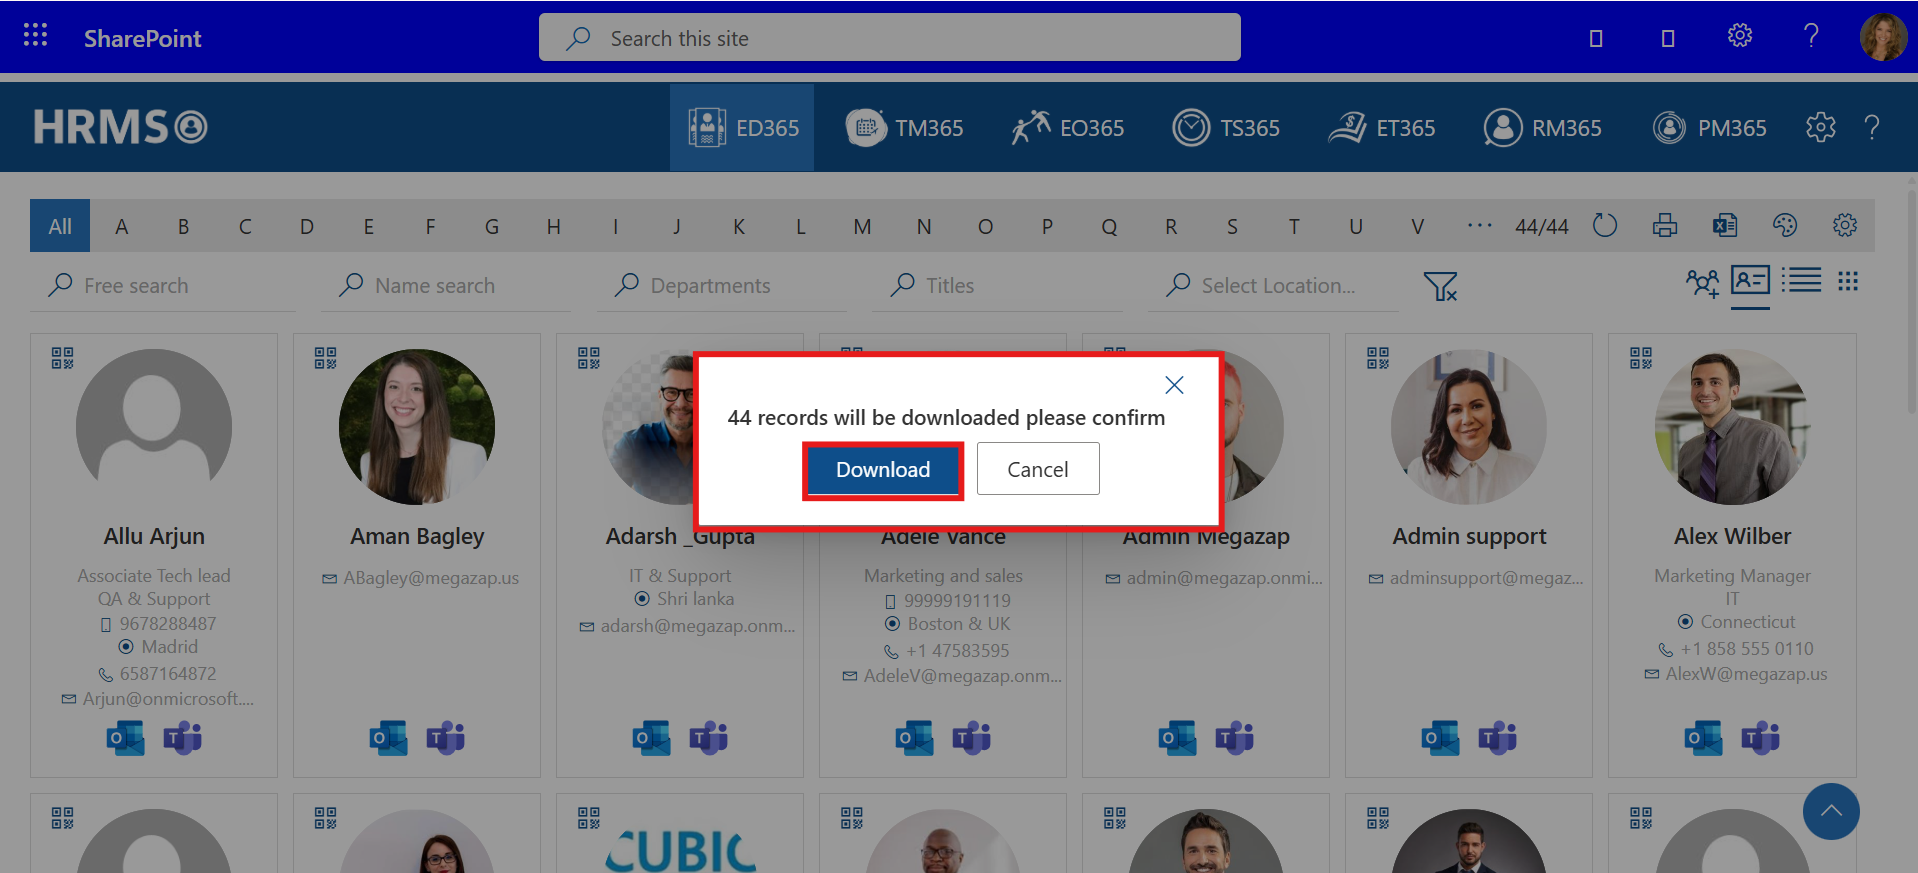 SharePoint
Search this site
HRMS
ED365
TM365
EO365
TS365
ET365
RM365
PM365
All A B C D E F G H I J K L M N O P Q R S T U V ... 44/44
Free search
Name search
Departments
Titles
Select Location...
44 records will be downloaded please confirm
Download
Cancel
Allu Arjun
Associate Tech lead
QA & Support
9678288487
Madrid
6587164872
Arjun@onmicrosoft....
Aman Bagley
ABagley@megazap.us
Adarsh _Gupta
IT & Support
Shri lanka
adarsh@megazap.onm...
Adele Vance
Marketing and sales
99999191119
Boston & UK
+1 47583595
AdeleV@megazap.onm...
Admin Megazap
admin@megazap.onmi...
Admin support
adminsupport@megaz...
Alex Wilber
Marketing Manager
IT
Connecticut
+1 858 555 0110
AlexW@megazap.us
CUBIC